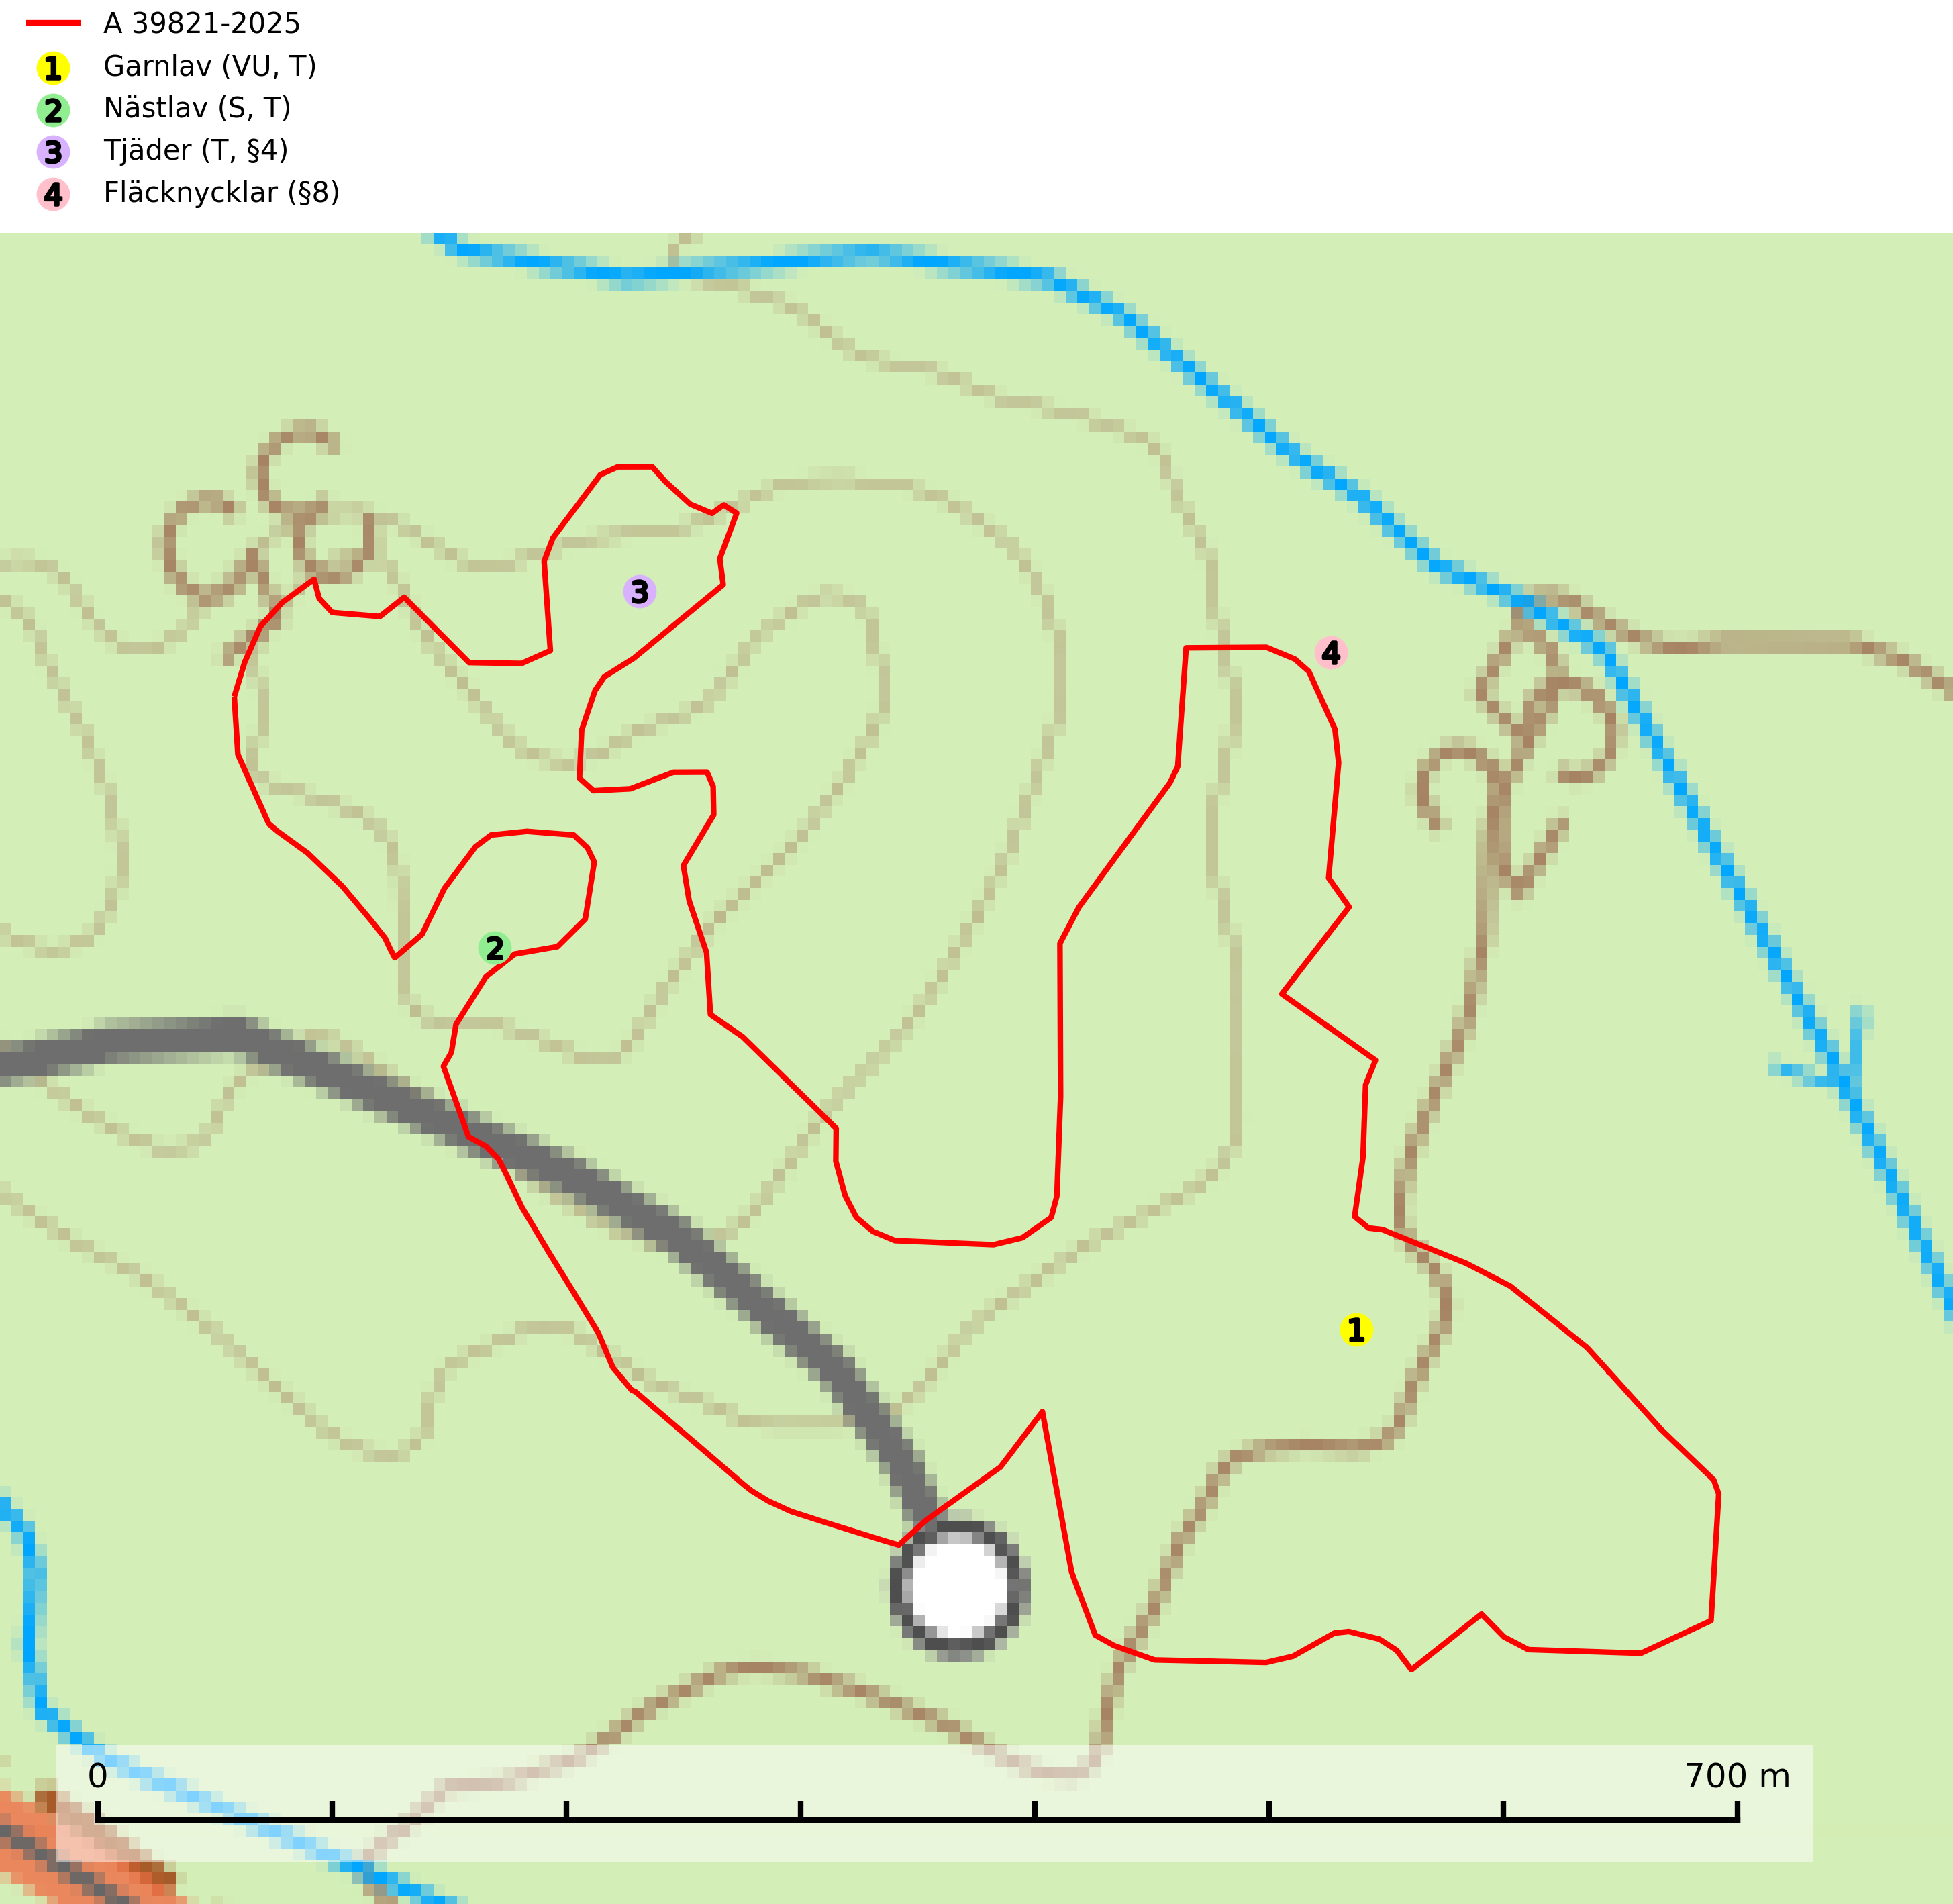 A 39821-2025
1 Garnlav (VU, T)
2 Nästlav (S, T)
3 Tjäder (T, §4)
4 Fläcknycklar (§8)
3
4
2
1
0 700 m